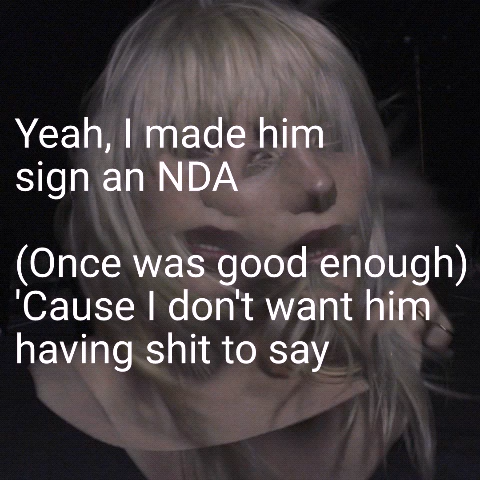 Yeah, I made him
sign an NDA
(Once was good enough)
'Cause I don't want him
having shit to say